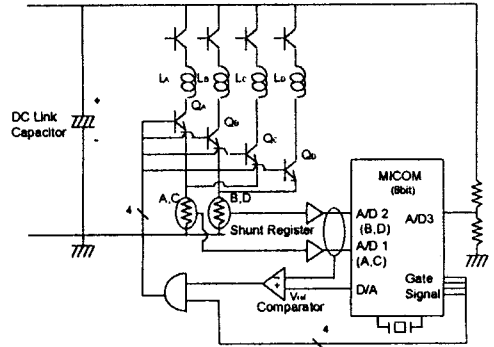 LA LB LC LD
DC Link
Capacitor
+
-
QA
QB
QC
QD
A,C
B,D
Shunt Register
4
MICOM
(8bit)
A/D 2
(B,D)
A/D 1
(A,C)
A/D3
D/A
Gate
Signal
- 
+
Vref
Comparator
4